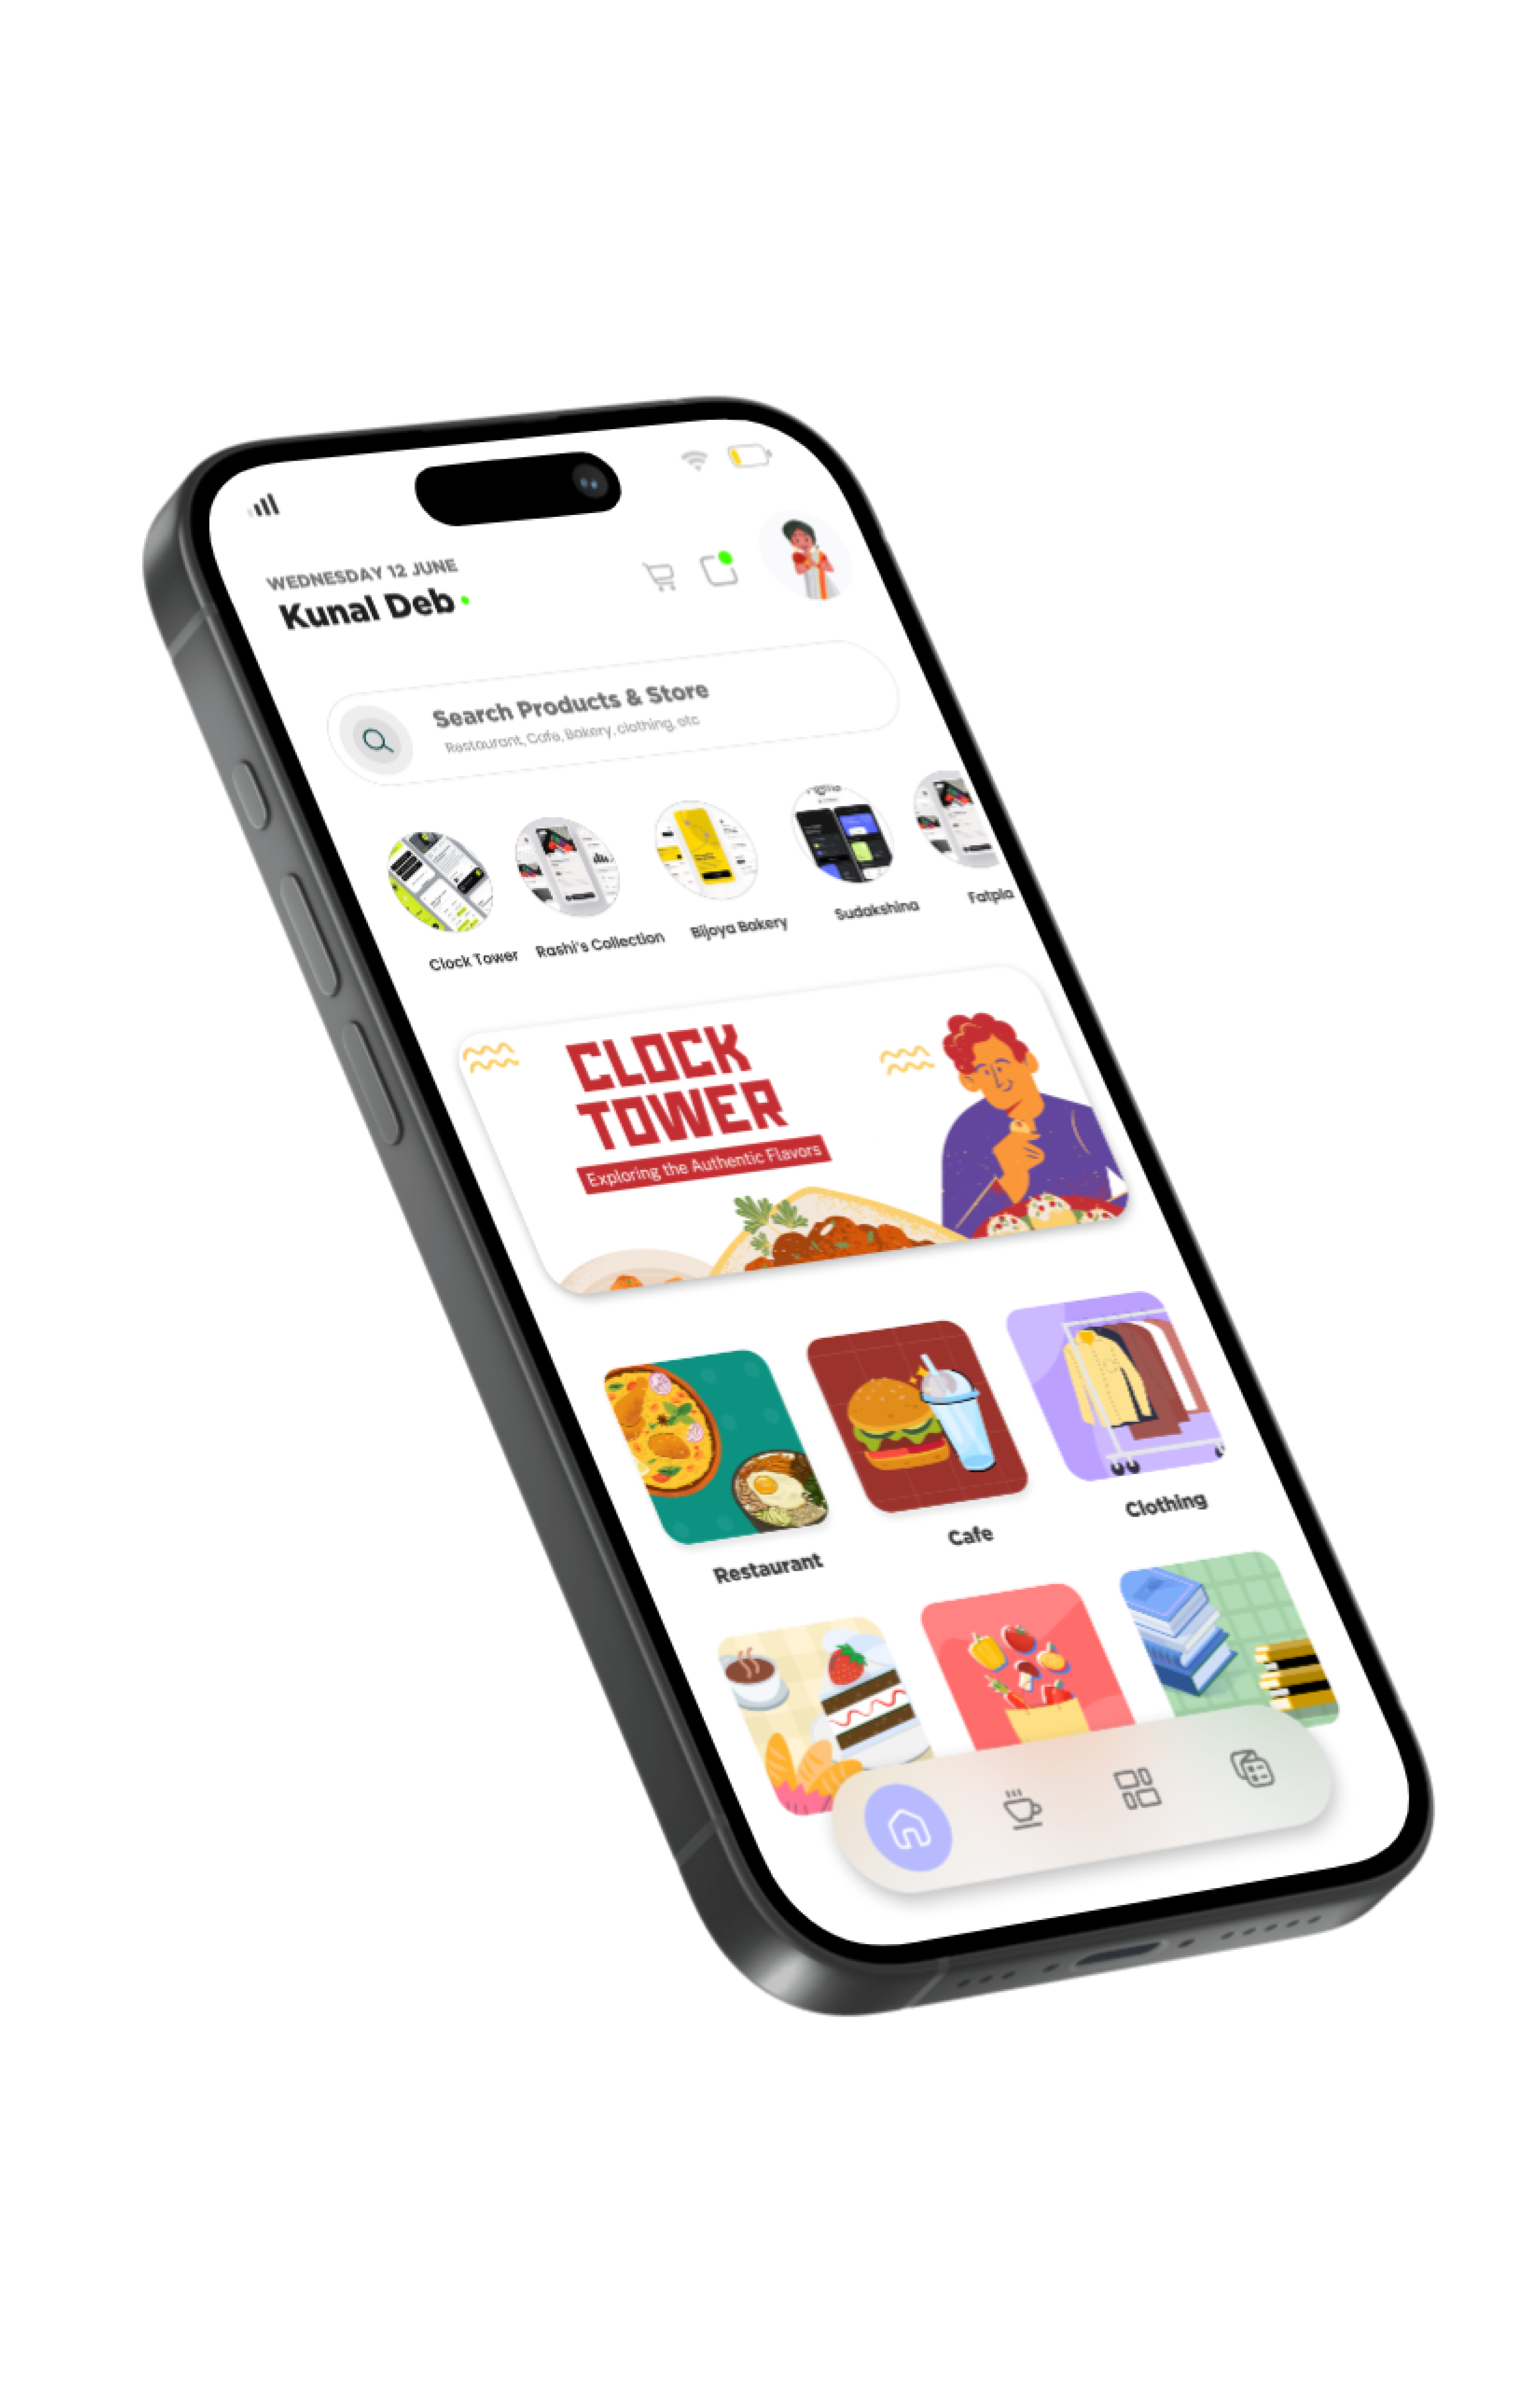 WEDNESDAY 12 JUNE
Kunal Deb
Search Products & Store
Restaurant, Cafe, Bakery, clothing, etc
Clock Tower
Rashi's Collection
Bijoya Bakery
Sudakshina
Fatpla
CLOCK
TOWER
Exploring the Authentic Flavors
Restaurant
Cafe
Clothing